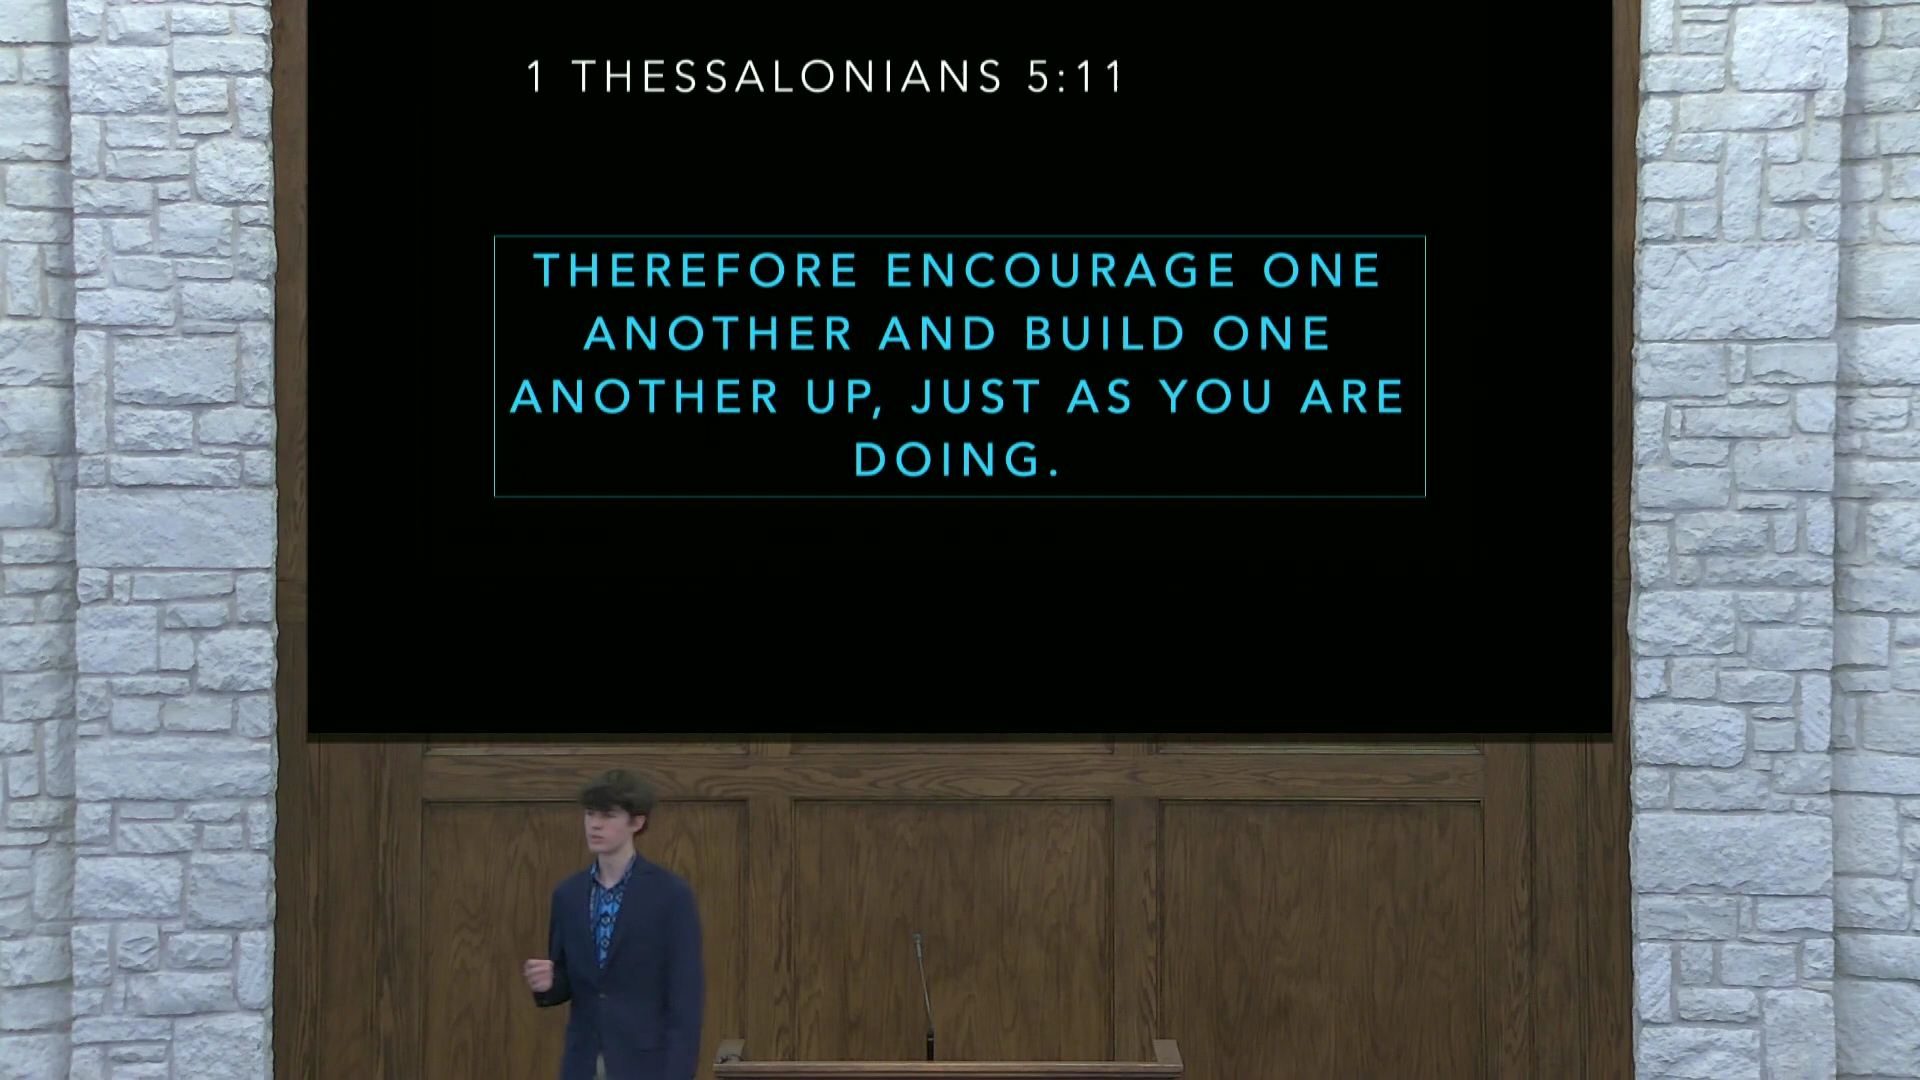 1 THESSALONIANS 5:11
THEREFORE ENCOURAGE ONE
ANOTHER AND BUILD ONE
ANOTHER UP, JUST AS YOU ARE
DOING.